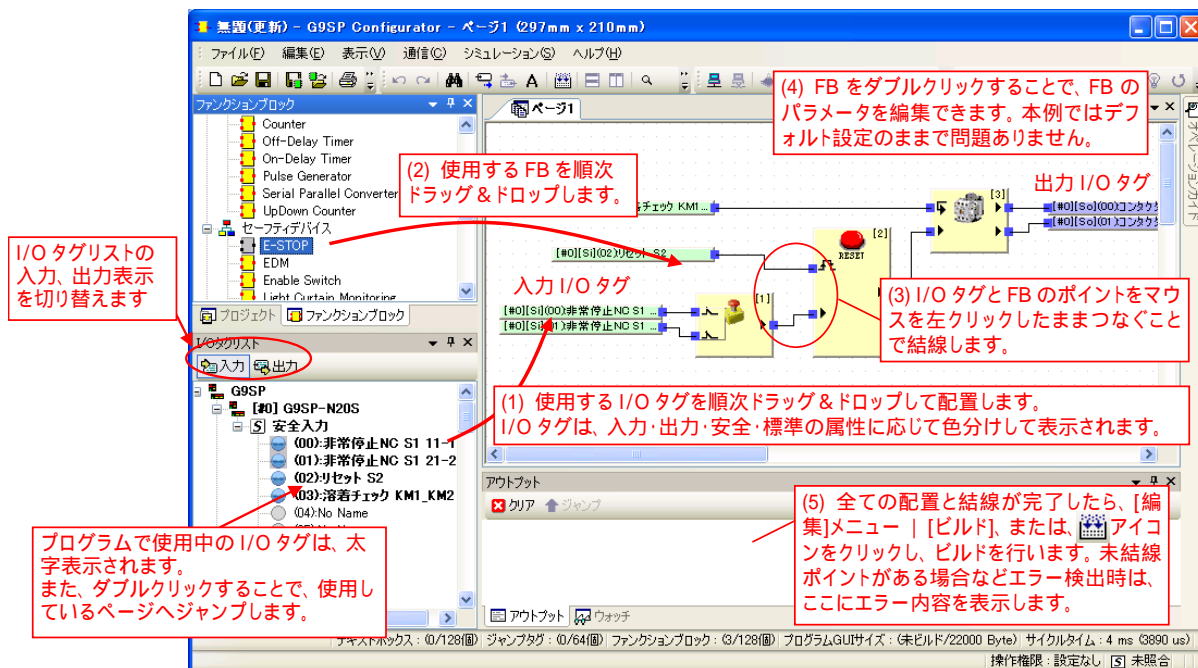 無題(更新) - G9SP Configurator - ページ1 (297mm x 210mm)
ファイル(F) 編集(E) 表示(V) 通信(C) シミュレーション(S) ヘルプ(H)
ファンクションブロック
Counter
Off-Delay Timer
On-Delay Timer
Pulse Generator
Serial Parallel Converter
UpDown Counter
セーフティデバイス
E-STOP
EDM
Enable Switch
Light Curtain Monitoring
プロジェクト ファンクションブロック
I/Oタグリスト
入力 出力
G9SP
[#0] G9SP-N20S
安全入力
(00):非常停止NC S1 11-1
(01):非常停止NC S1 21-2
(02):リセット S2
(03):溶着チェック KM1_KM2
(04):No Name
I/O タグリストの
入力、出力表示
を切り替えます
プログラムで使用中の I/O タグは、太
字表示されます。
また、ダブルクリックすることで、使用し
ているページへジャンプします。
ページ1
オペレーションガイド
(4) FB をダブルクリックすることで、FB の
パラメータを編集できます。本例ではデフ
ォルト設定のままで問題ありません。
(2) 使用する FB を順次
ドラッグ&ドロップします。
出力 I/O タグ
チェック KM1 ...
[3]
[#0][So](00):コンタクタ
[#0][So](01):コンタクタ
[#0][Si](02):リセット S2
[2]
RESET
入力 I/O タグ
[#0][Si](00):非常停止NC S1 ...
[#0][Si](01):非常停止NC S1 ...
[1]
(3) I/O タグと FB のポイントをマウ
スを左クリックしたままつなぐこと
で結線します。
(1) 使用する I/O タグを順次ドラッグ&ドロップして配置します。
I/O タグは、入力・出力・安全・標準の属性に応じて色分けして表示されます。
アウトプット
クリア ジャンプ
(5) 全ての配置と結線が完了したら、[編
集]メニュー | [ビルド]、または、アイコ
ンをクリックし、ビルドを行います。未結線
ポイントがある場合などエラー検出時は、
ここにエラー内容を表示します。
アウトプット ウォッチ
テキストボックス : (0/128個) ジャンプタグ : (0/64個) ファンクションブロック : (3/128個) プログラムGUIサイズ : (未ビルド/22000 Byte) サイクルタイム : 4 ms (3890 us)
操作権限 : 設定なし S 未照合